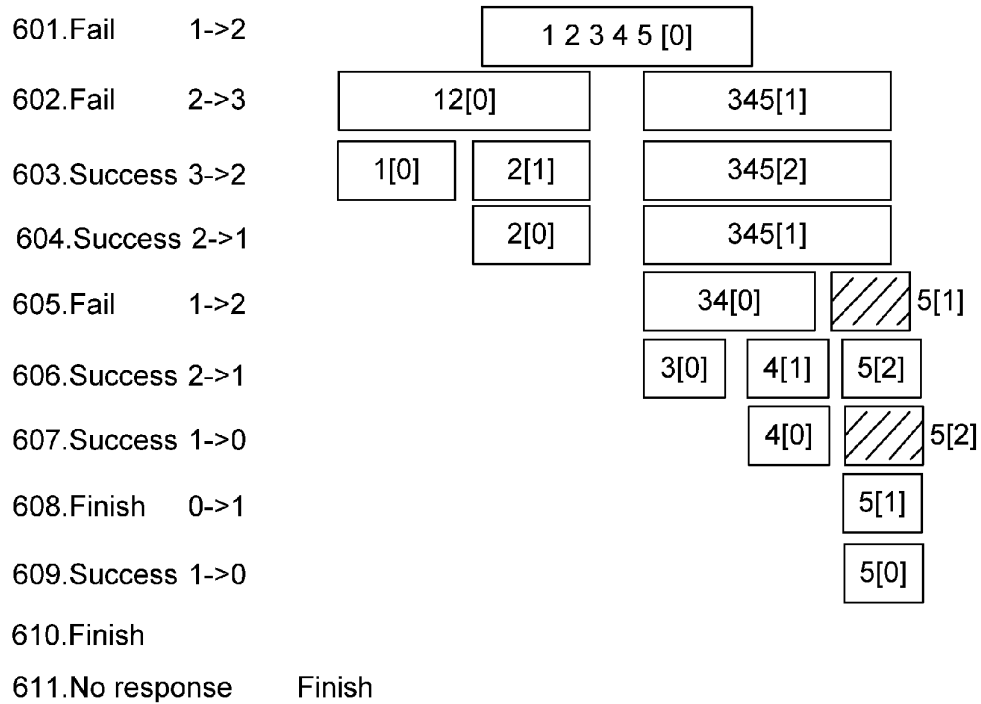 601.Fail 1->2 1 2 3 4 5 [0]
602.Fail 2->3 12[0] 345[1]
603.Success 3->2 1[0] 2[1] 345[2]
604.Success 2->1 2[0] 345[1]
605.Fail 1->2 34[0] 5[1]
606.Success 2->1 3[0] 4[1] 5[2]
607.Success 1->0 4[0] 5[2]
608.Finish 0->1 5[1]
609.Success 1->0 5[0]
610.Finish
611.No response Finish